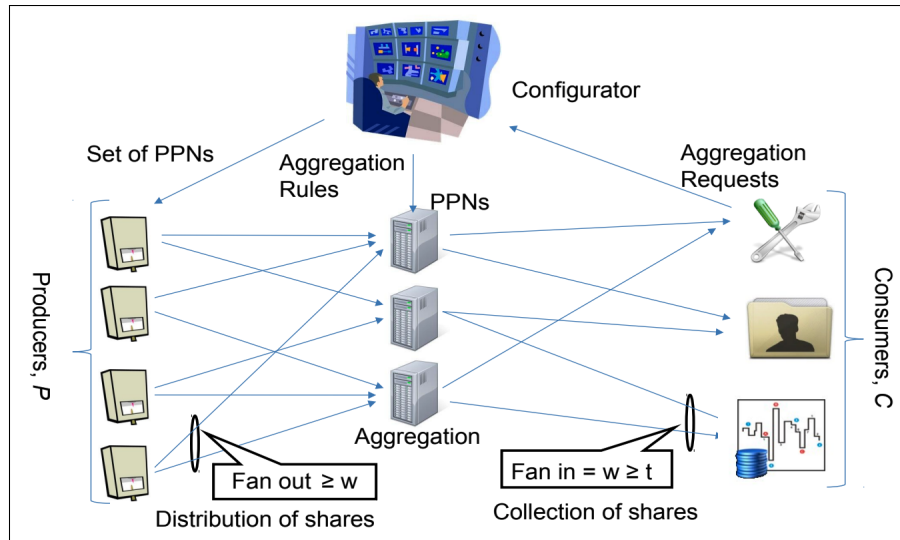 Configurator
Set of PPNs
Aggregation
Rules
Aggregation
Requests
PPNs
Producers, P
Consumers, C
Aggregation
Fan out ≥ w
Fan in = w ≥ t
Distribution of shares
Collection of shares